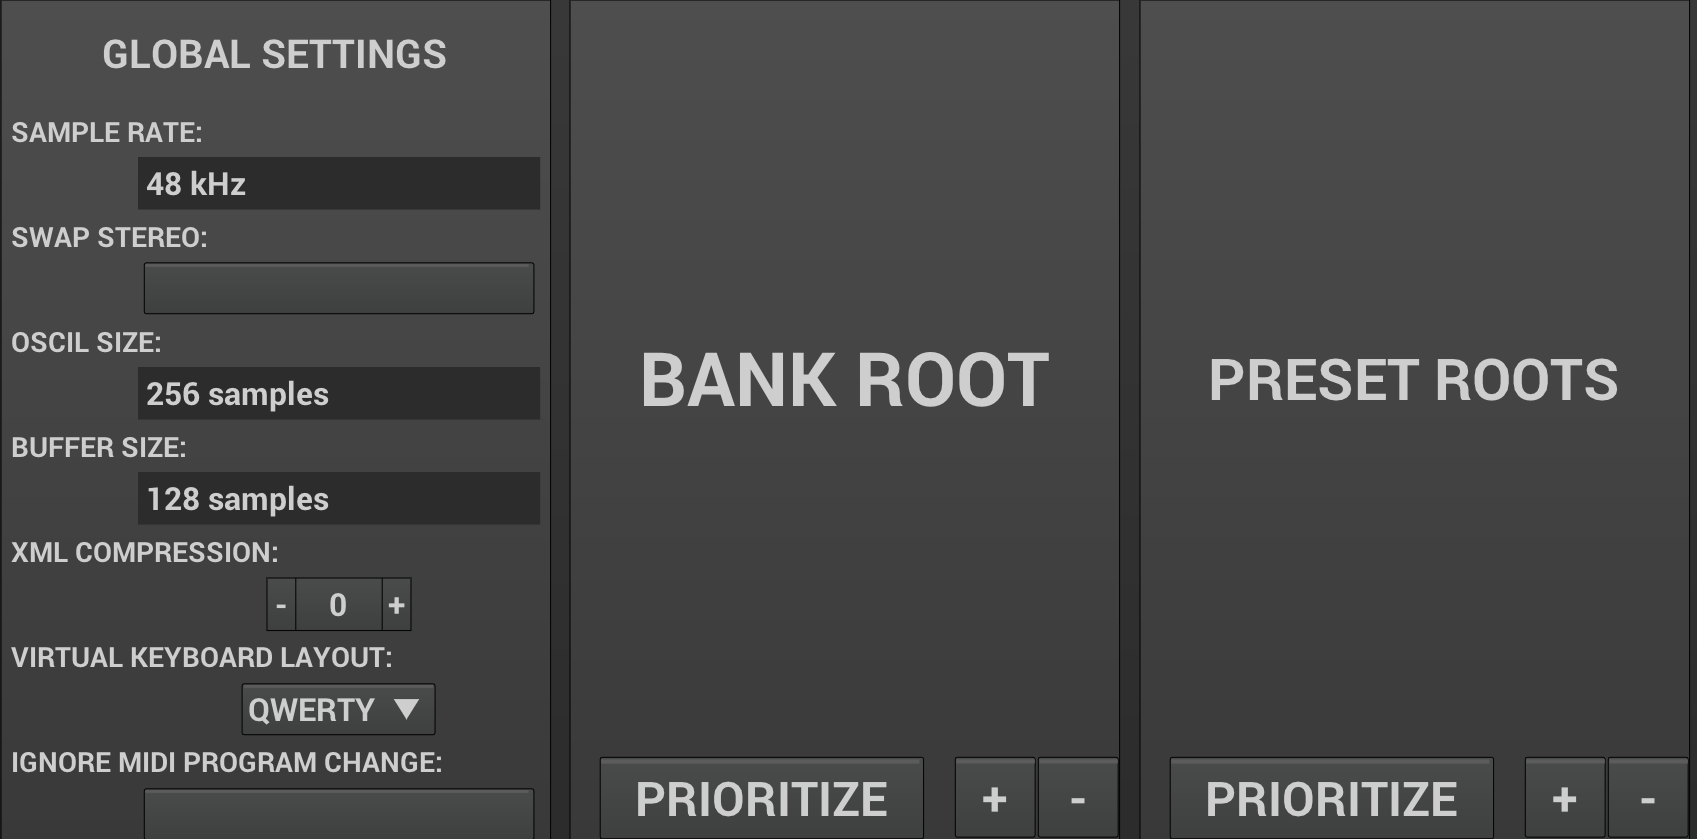 GLOBAL SETTINGS
SAMPLE RATE:
48 kHz
SWAP STEREO:
OSCIL SIZE:
256 samples
BUFFER SIZE:
128 samples
XML COMPRESSION:
- 0 +
VIRTUAL KEYBOARD LAYOUT:
QWERTY ▼
IGNORE MIDI PROGRAM CHANGE:
BANK ROOT
PRIORITIZE + -
PRESET ROOTS
PRIORITIZE + -